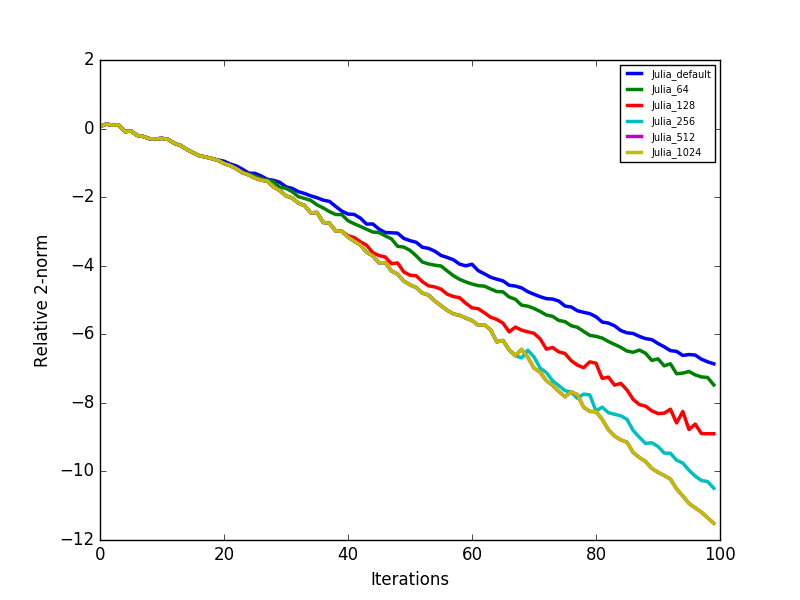 2
0
−2
−4
−6
−8
−10
−12
0 20 40 60 80 100
Relative 2-norm
Iterations
Julia_default
Julia_64
Julia_128
Julia_256
Julia_512
Julia_1024